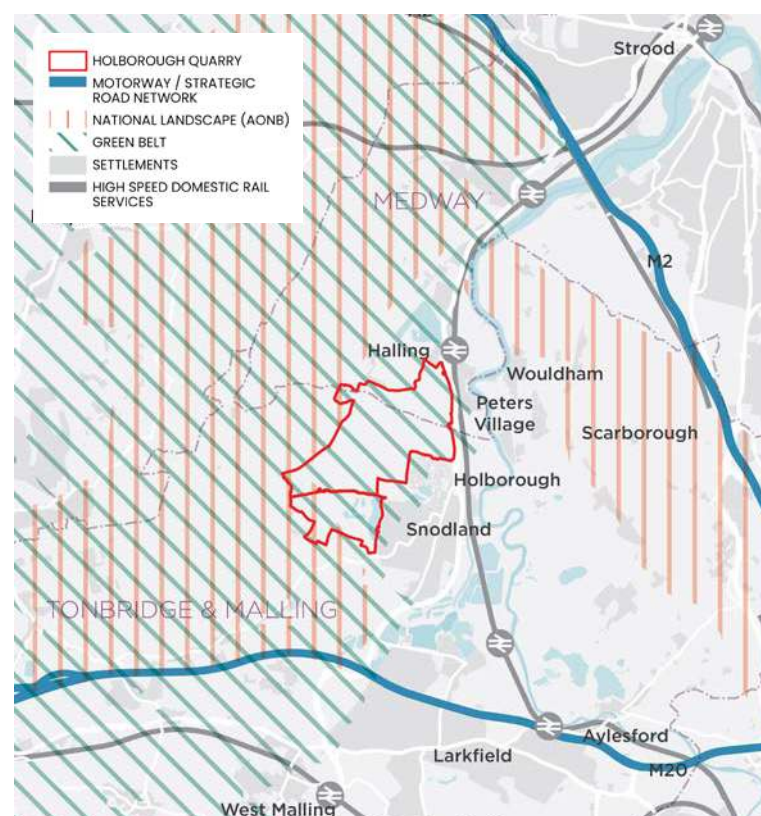 Strood
HOLBOROUGH QUARRY
MOTORWAY / STRATEGIC
ROAD NETWORK
NATIONAL LANDSCAPE (AONB)
GREEN BELT
SETTLEMENTS
HIGH SPEED DOMESTIC RAIL
SERVICES
MEDWAY
M2
Halling
Wouldham
Peters
Village
Scarborough
Holborough
Snodland
TONBRIDGE & MALLING
Aylesford
Larkfield
M20
West Malling